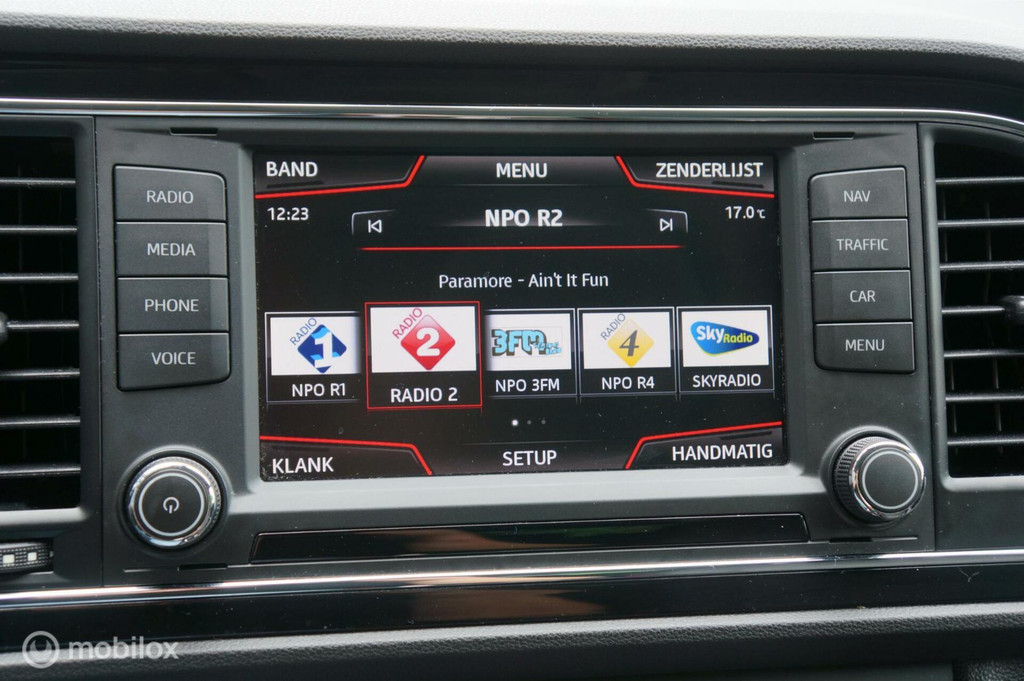 BAND MENU ZENDERLIJST
12:23 NPO R2 17.0℃
Paramore - Ain't It Fun
RADIO 1 RADIO 2 3FM RADIO 4 Sky Radio
NPO R1 RADIO 2 NPO 3FM NPO R4 SKYRADIO
KLANK SETUP HANDMATIG
RADIO
MEDIA
PHONE
VOICE
NAV
TRAFFIC
CAR
MENU
mobilox